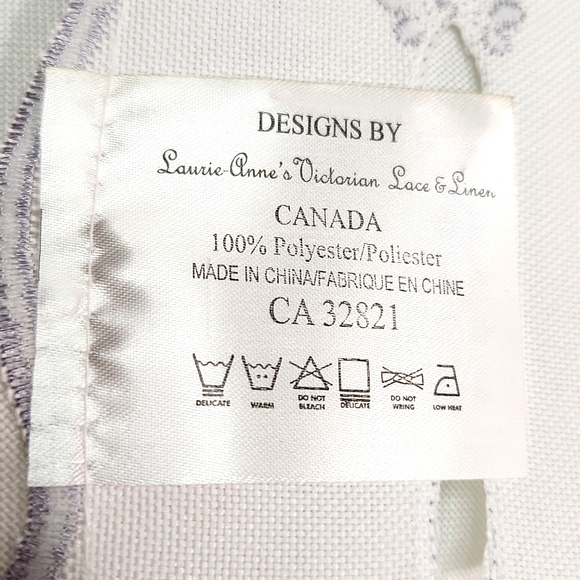 DESIGNS BY
Laurie-Anne's Victorian Lace & Linen
CANADA
100% Polyester/Poliester
MADE IN CHINA/FABRIQUE EN CHINE
CA 32821
DELICATE WARM DO NOT BLEACH DELICATE DO NOT WRING LOW HEAT